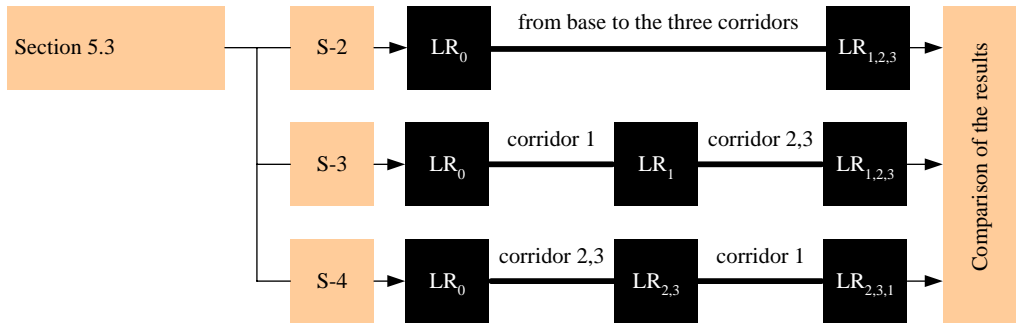 from base to the three corridors
Section 5.3
S-2
LR0
LR1,2,3
corridor 1
corridor 2,3
S-3
LR0
LR1
LR1,2,3
corridor 2,3
corridor 1
S-4
LR0
LR2,3
LR2,3,1
Comparison of the results